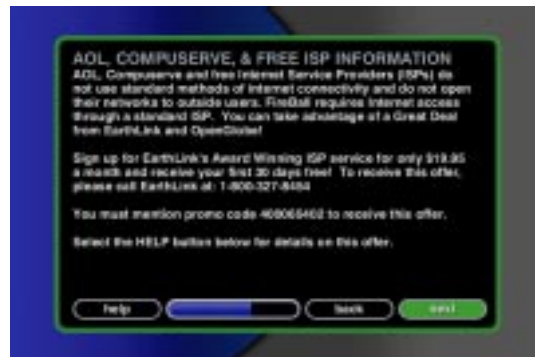 AOL, COMPUSERVE, & FREE ISP INFORMATION
AOL, Compuserve and free Internet Service Providers (ISPs) do
not use standard methods of internet connectivity and do not open
their networks to outside users. FireBall requires Internet access
through a standard ISP. You can take advantage of a Great Deal
from EarthLink and OpenGlobe!
Sign up for EarthLink's Award Winning ISP service for only $19.95
a month and receive your first 30 days free! To receive this offer,
please call EarthLink at: 1-800-327-8454
You must mention promo code
to receive this offer.
Select the HELP button below for details on this offer.
help
back
next